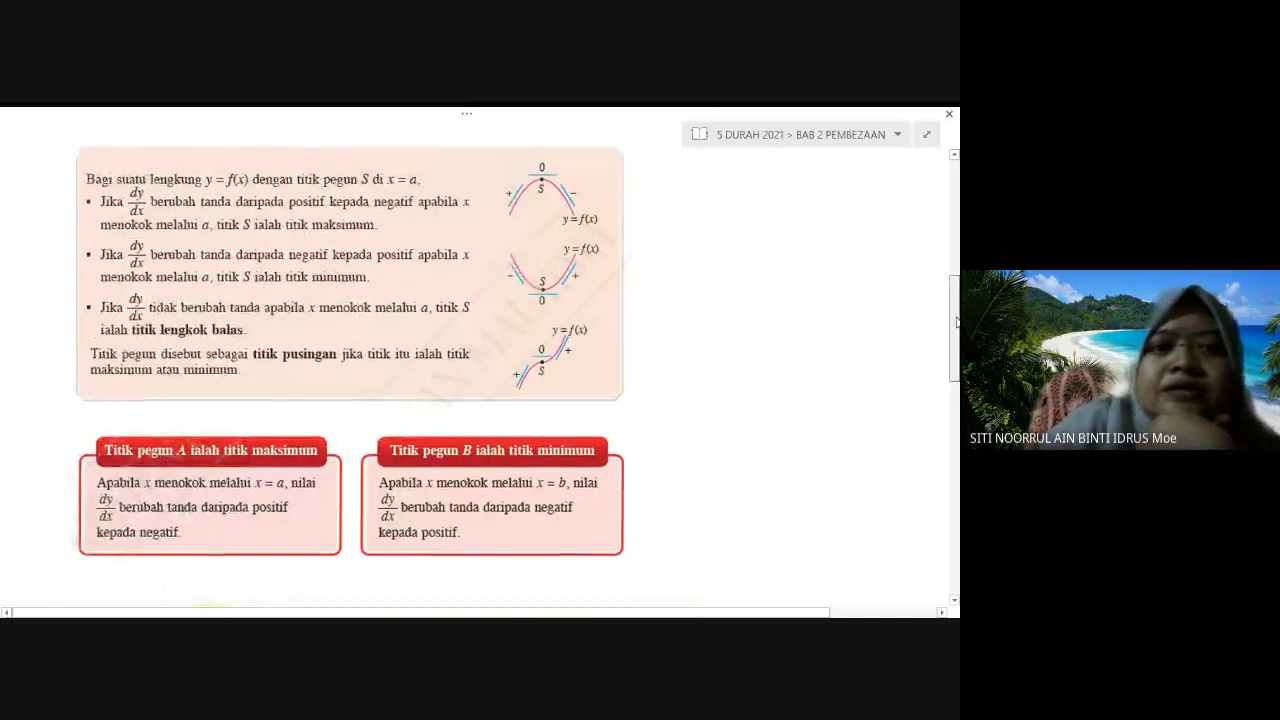 5 DURAH 2021 > BAB 2 PEMBEZAAN
Bagi suatu lengkung y = f(x) dengan titik pegun S di x = a,
• Jika dy/dx berubah tanda daripada positif kepada negatif apabila x
menokok melalui a, titik S ialah titik maksimum.
• Jika dy/dx berubah tanda daripada negatif kepada positif apabila x
menokok melalui a, titik S ialah titik minimum.
• Jika dy/dx tidak berubah tanda apabila x menokok melalui a, titik S
ialah titik lengkok balas.
Titik pegun disebut sebagai titik pusingan jika titik itu ialah titik
maksimum atau minimum.
0
+ S −
y = f(x)
y = f(x)
− S +
0
y = f(x)
0 +
+ S
Titik pegun A ialah titik maksimum
Apabila x menokok melalui x = a, nilai
dy/dx berubah tanda daripada positif
kepada negatif.
Titik pegun B ialah titik minimum
Apabila x menokok melalui x = b, nilai
dy/dx berubah tanda daripada negatif
kepada positif.
SITI NOORRUL AIN BINTI IDRUS Moe